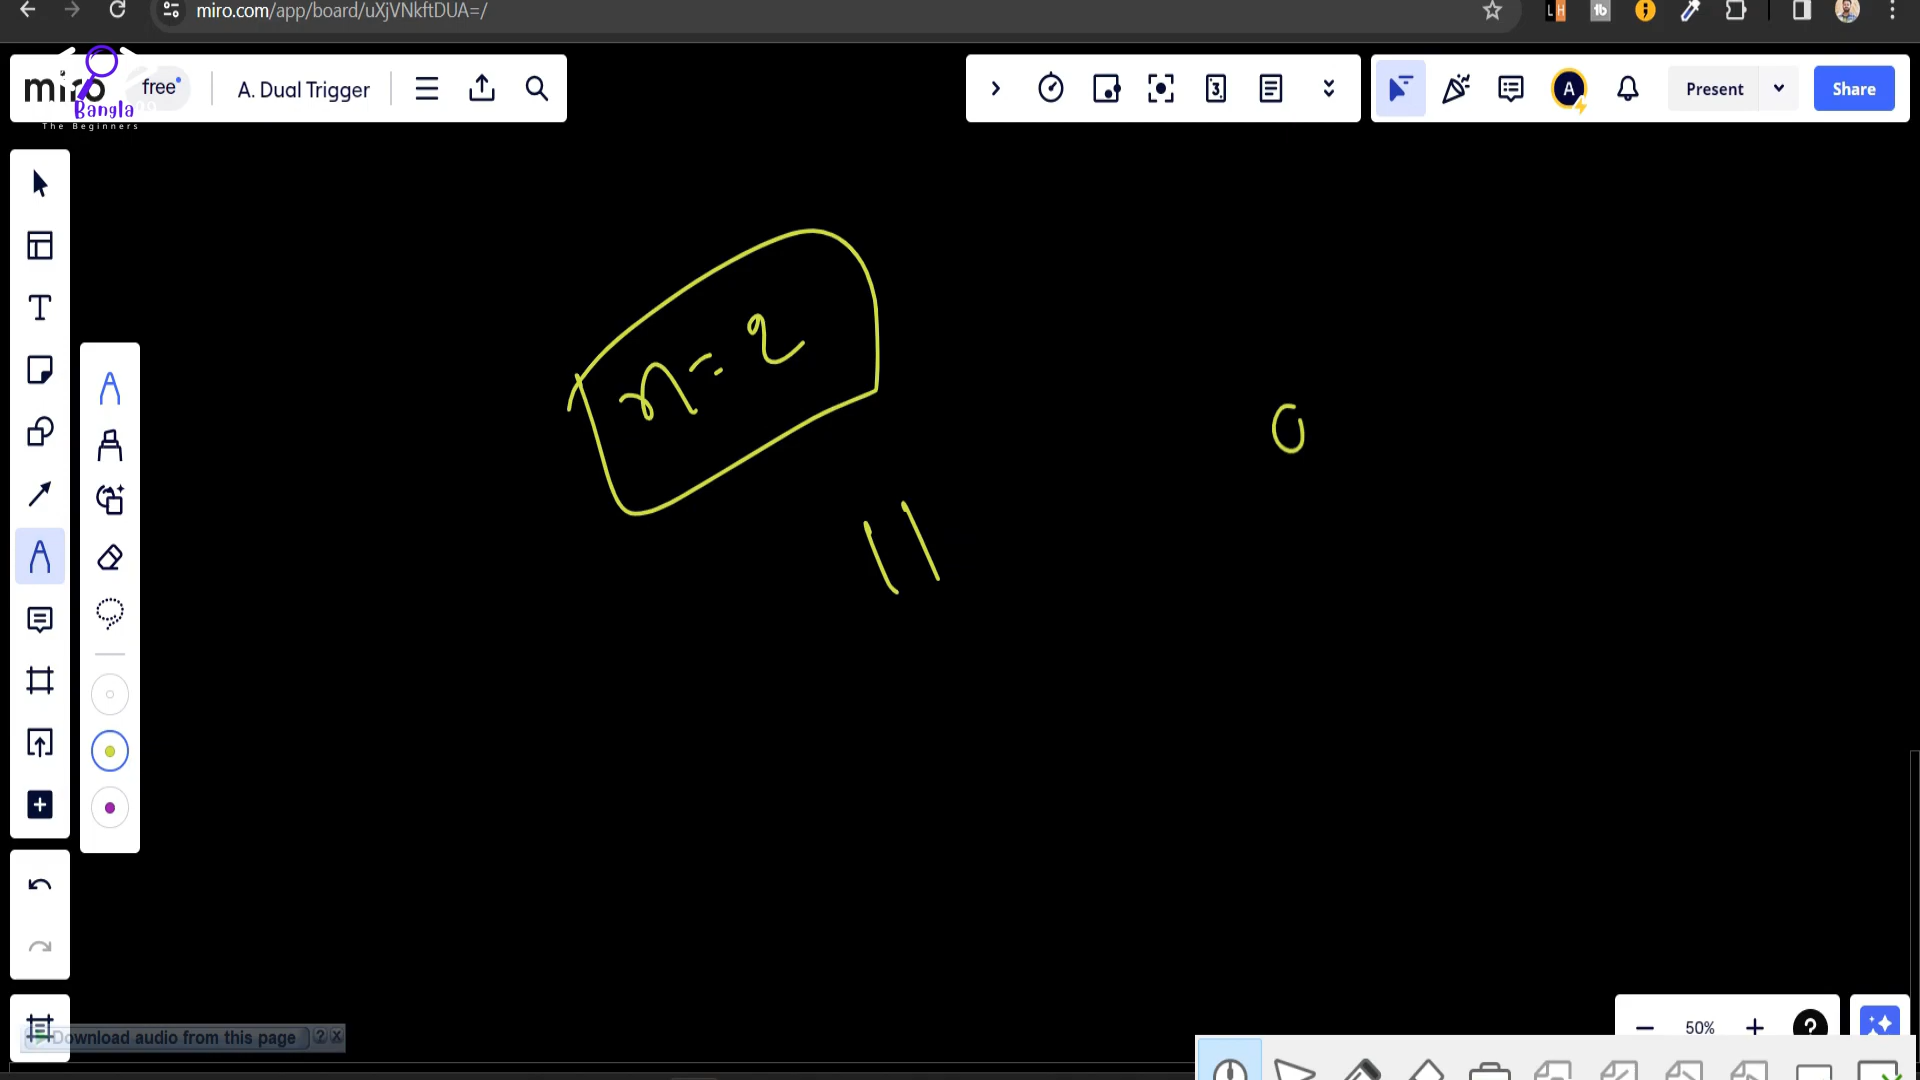 miro.com/app/board/uXjVNkftDUA=/
miro
free
A. Dual Trigger
Present
Share
Bangla
The Beginners
n = 2
0
11
50%
Download audio from this page